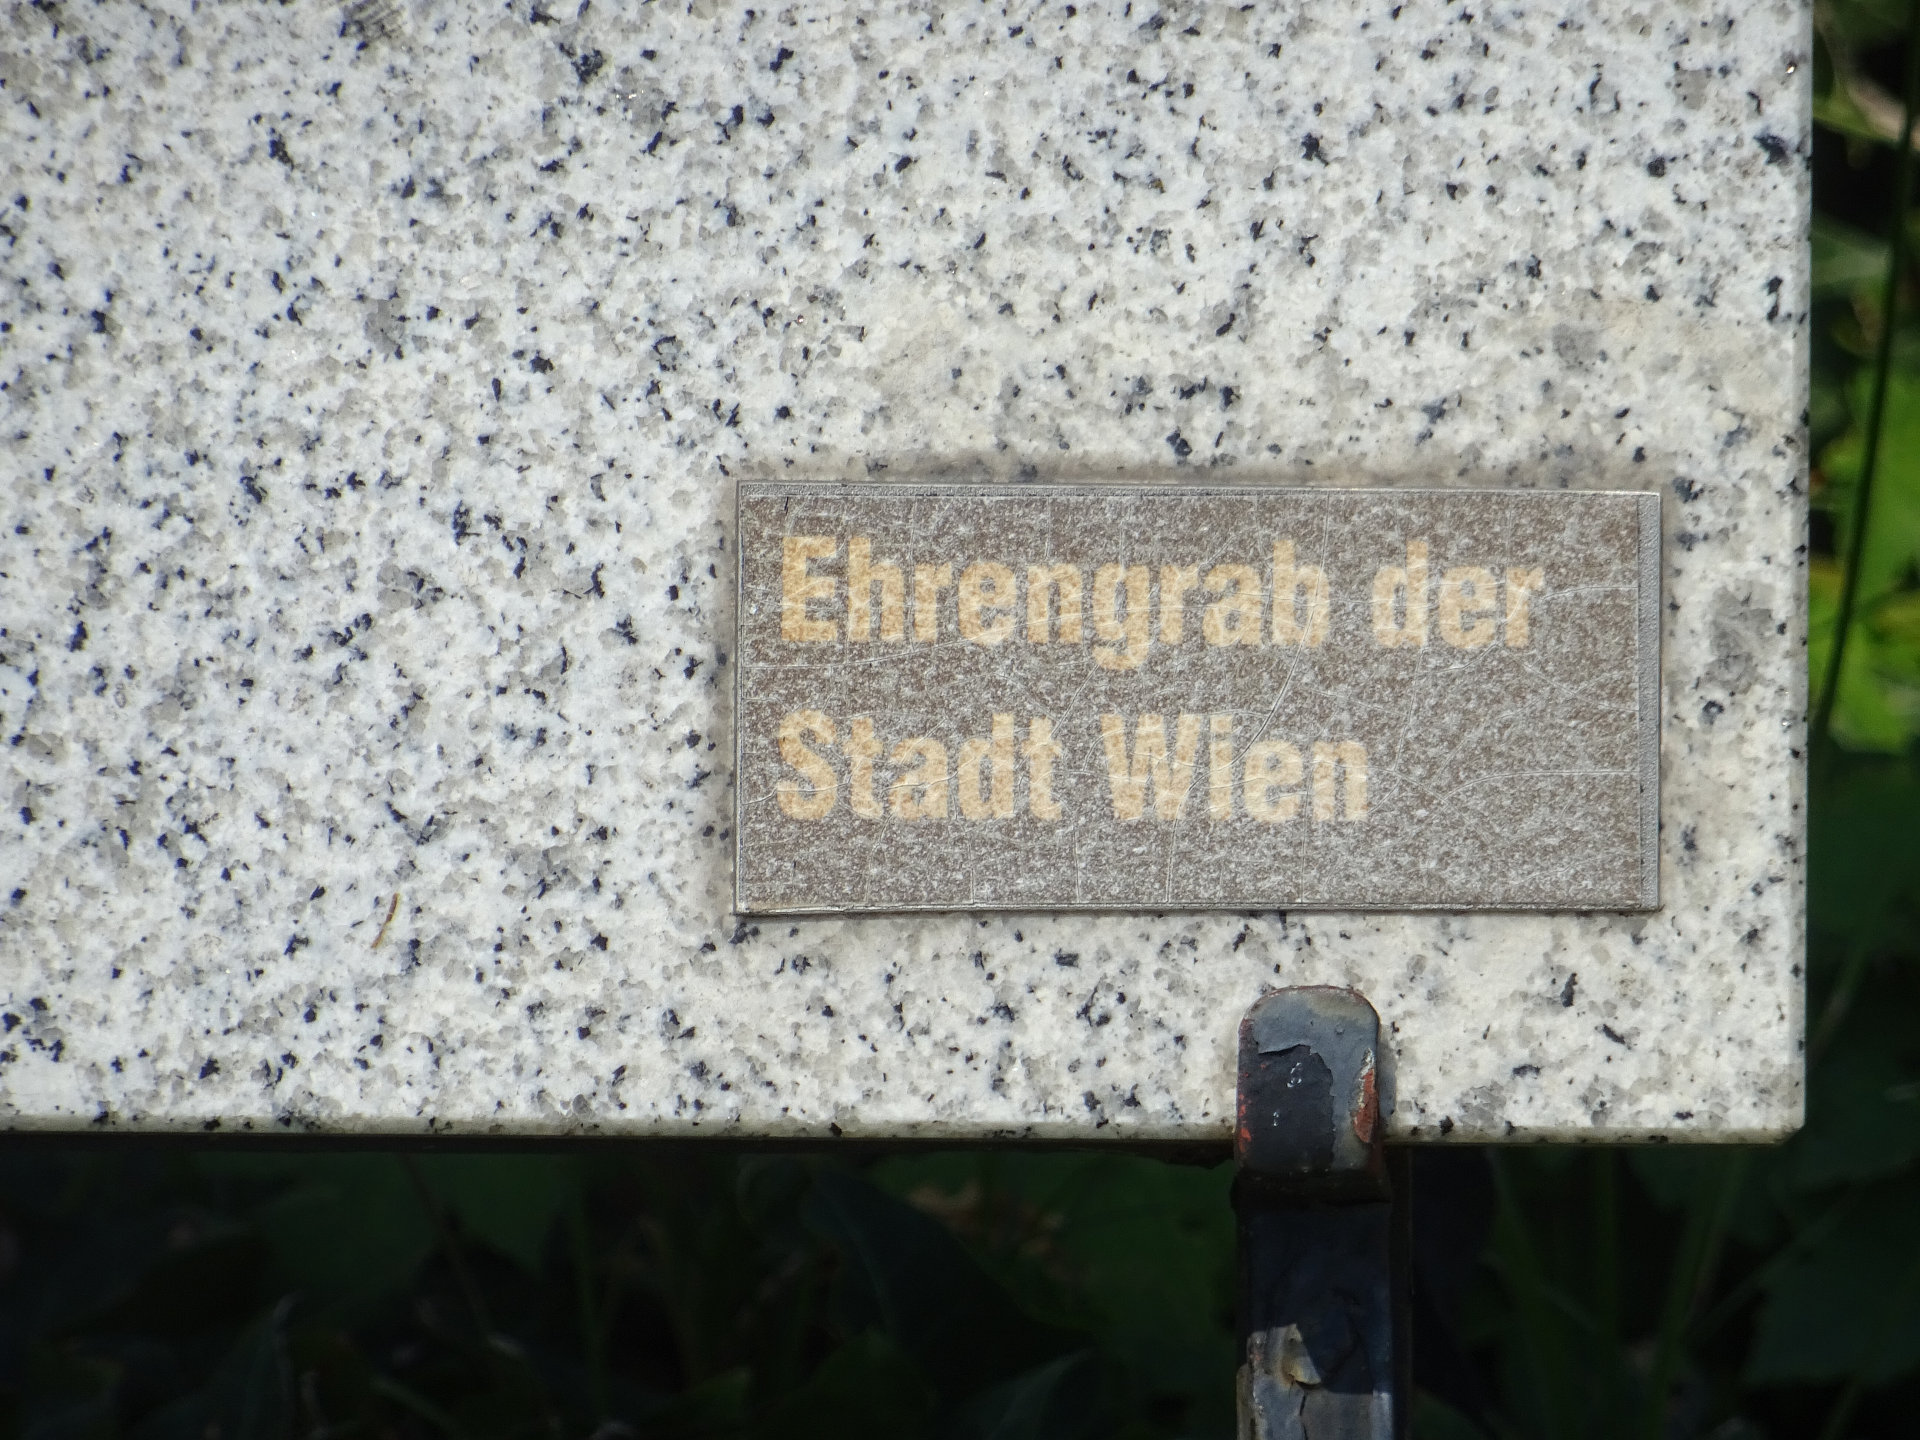 Ehrengrab der
Stadt Wien